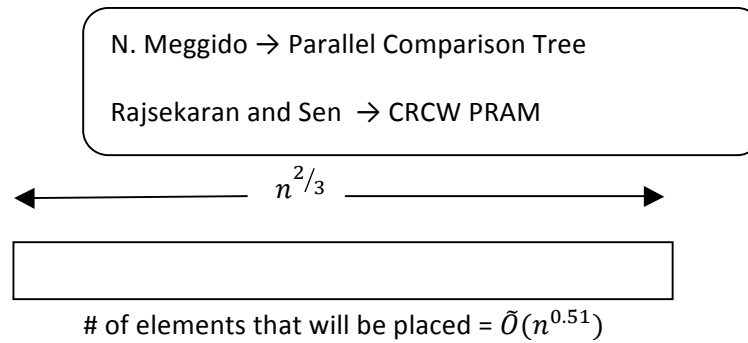 N. Meggido → Parallel Comparison Tree
Rajsekaran and Sen → CRCW PRAM
n^{2/3}
# of elements that will be placed = Õ(n^{0.51})